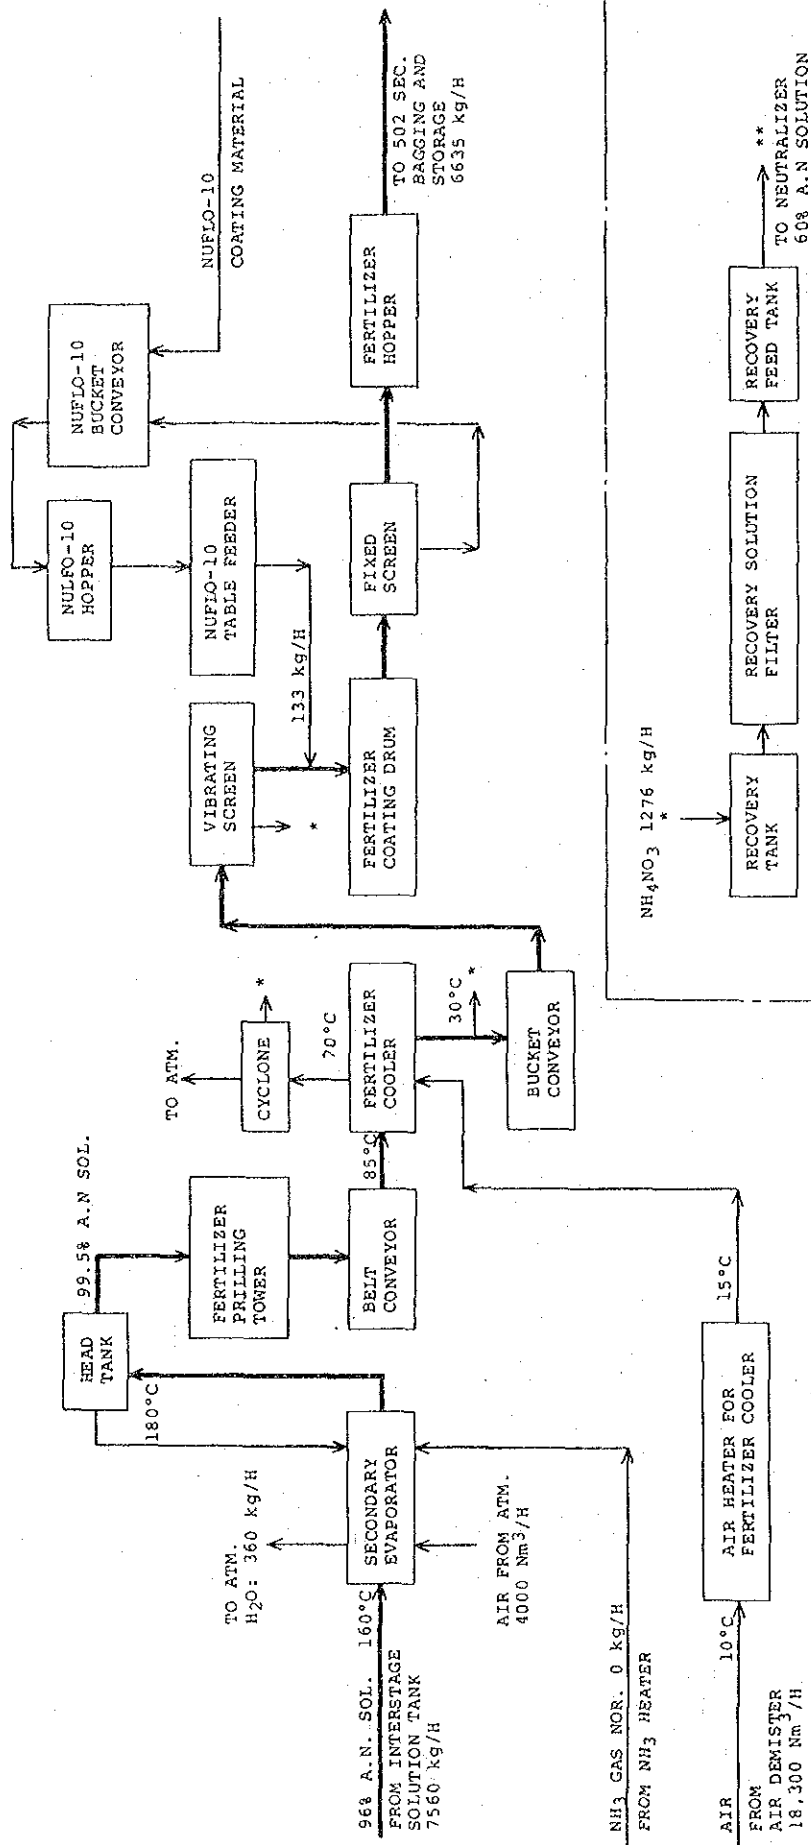 96% A.N. SOL. 160°C
FROM INTERSTAGE
SOLUTION TANK
7560 kg/H
TO ATM.
H2O: 360 kg/H
SECONDARY
EVAPORATOR
AIR FROM ATM.
4000 Nm3/H
NH3 GAS NOR. 0 kg/H
FROM NH3 HEATER
180°C
HEAD
TANK
99.5% A.N SOL.
FERTILIZER
PRILLING
TOWER
BELT
CONVEYOR
85°C
AIR 10°C
FROM
AIR DEMISTER
18,300 Nm3/H
AIR HEATER FOR
FERTILIZER COOLER
15°C
TO ATM.
CYCLONE
*
70°C
FERTILIZER
COOLER
30°C
*
BUCKET
CONVEYOR
VIBRATING
SCREEN
*
133 kg/H
FERTILIZER
COATING DRUM
NULFO-10
HOPPER
NUFLO-10
TABLE FEEDER
NUFLO-10
BUCKET
CONVEYOR
NUFLO-10
COATING MATERIAL
FIXED
SCREEN
FERTILIZER
HOPPER
TO 502 SEC.
BAGGING AND
STORAGE
6635 kg/H
NH4NO3 1276 kg/H
*
RECOVERY
TANK
RECOVERY SOLUTION
FILTER
RECOVERY
FEED TANK
**
TO NEUTRALIZER
60% A.N SOLUTION